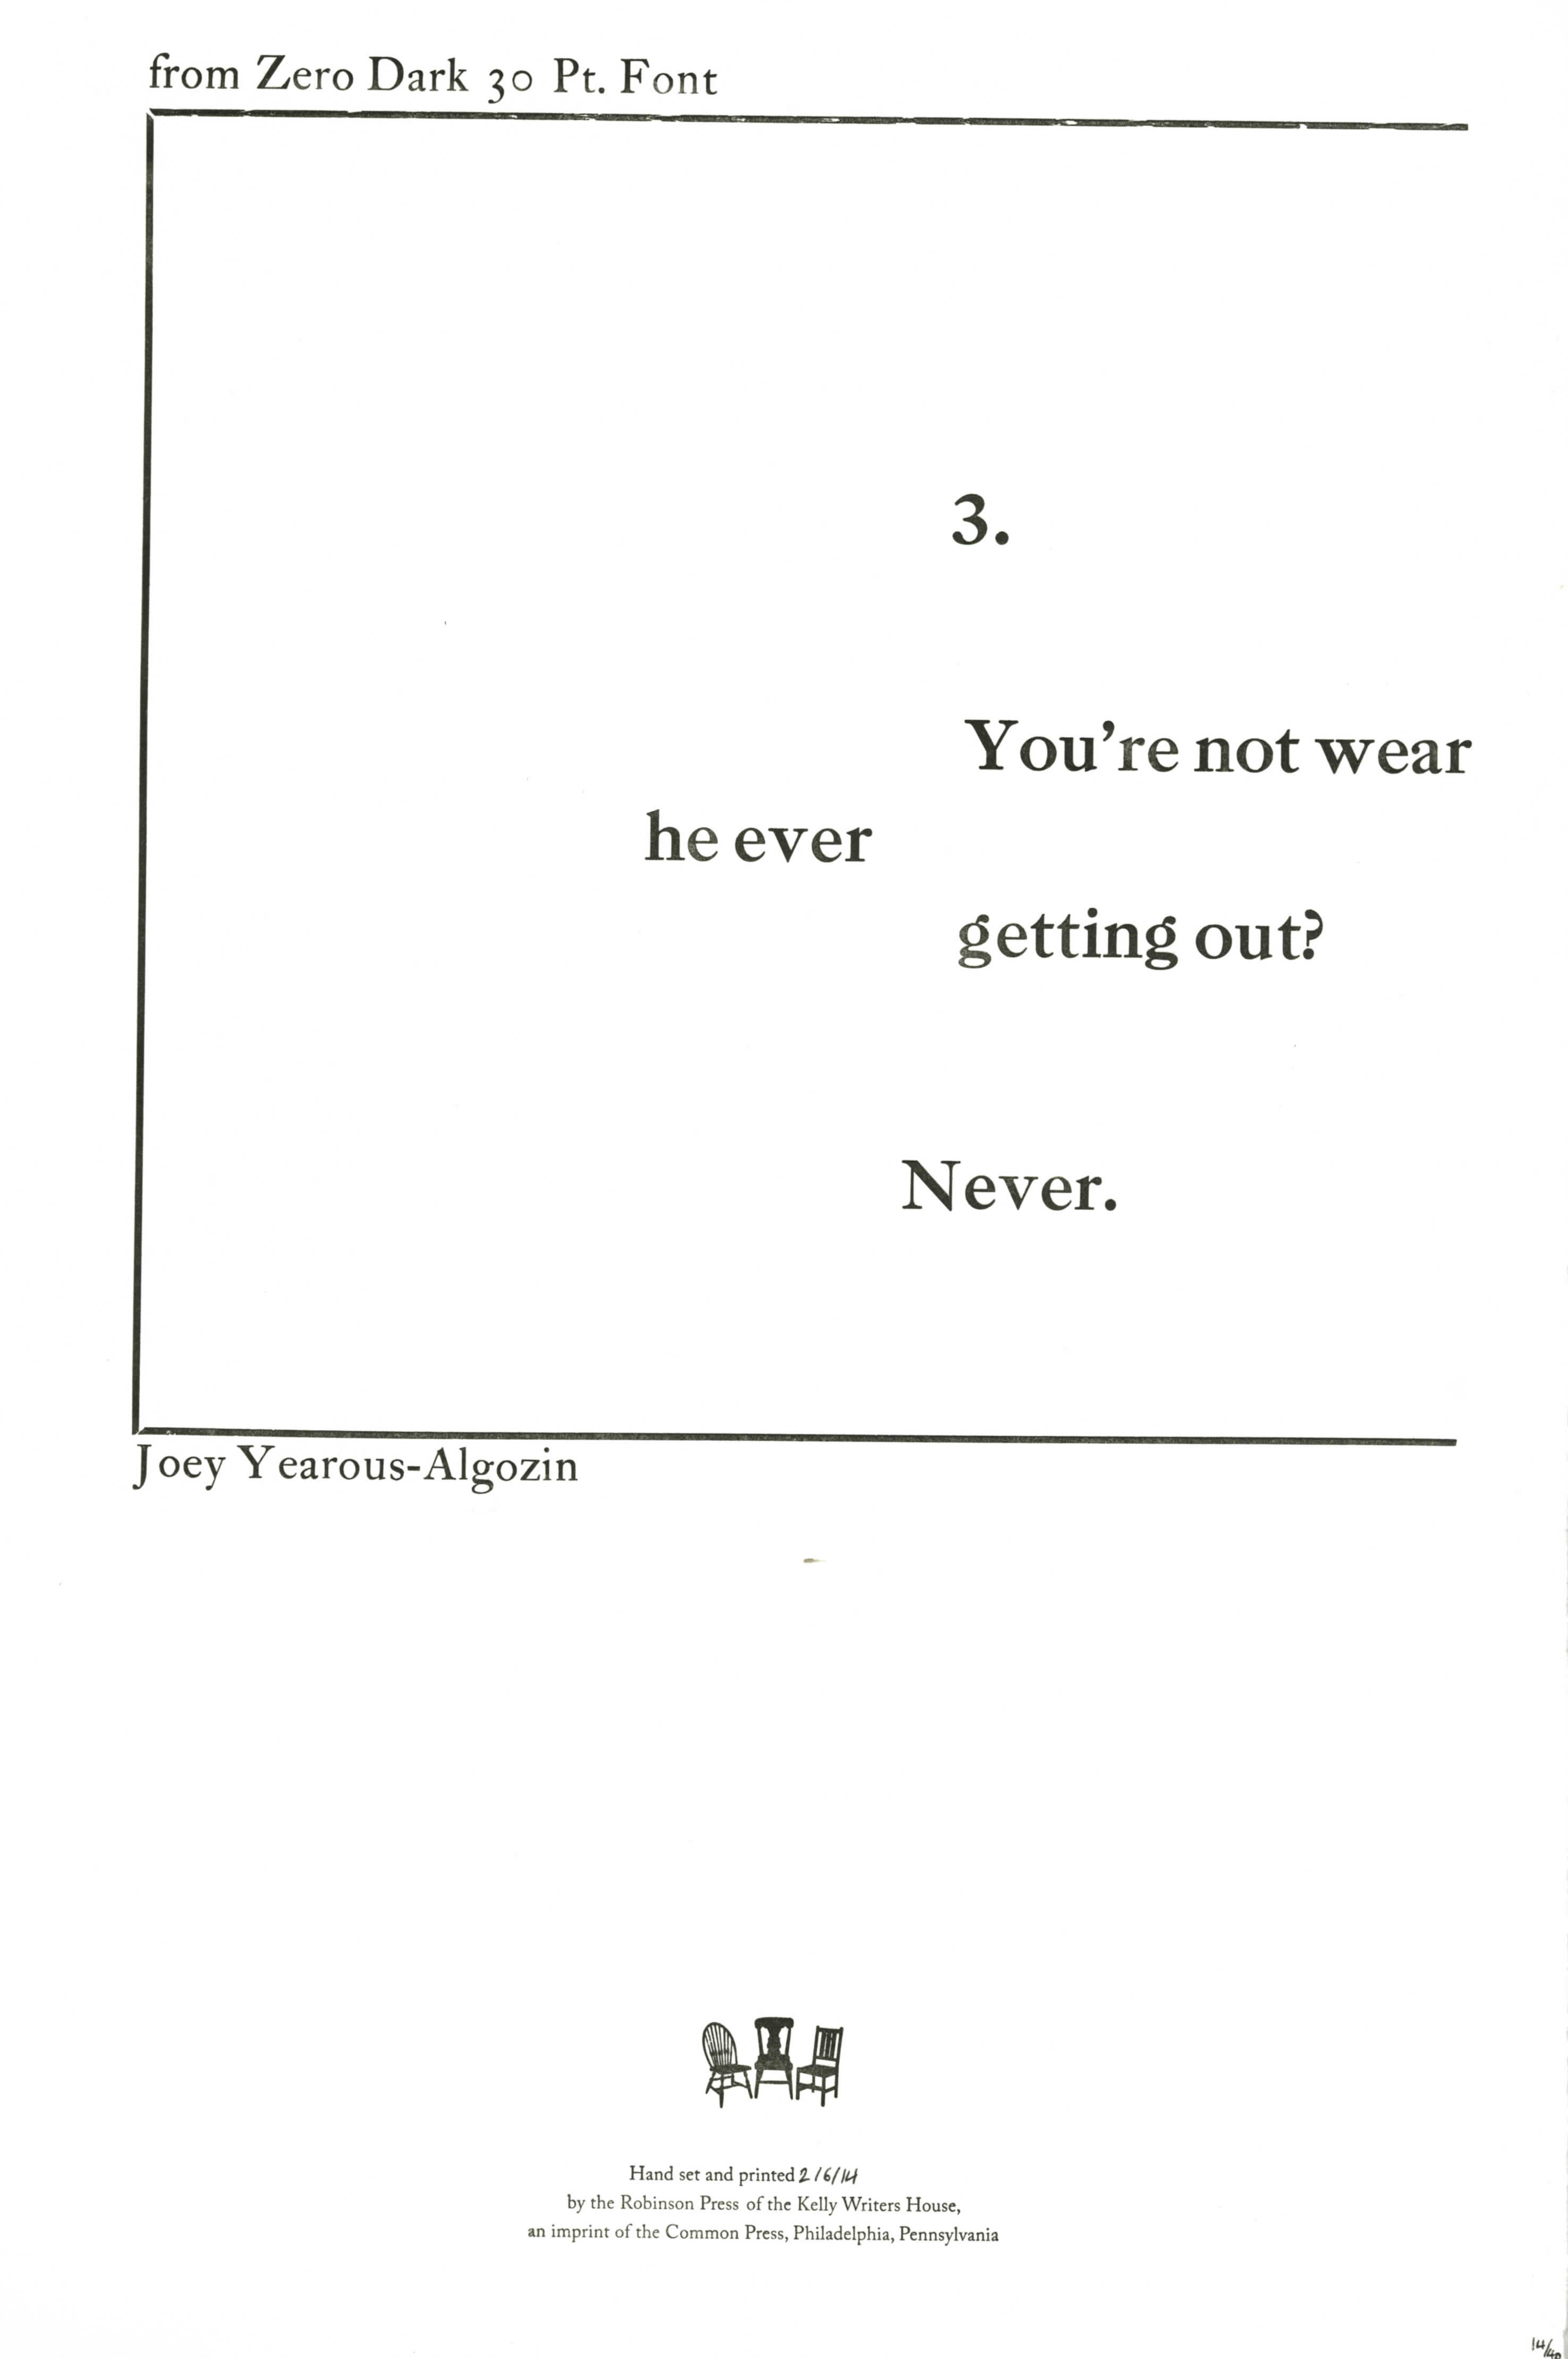 from Zero Dark 30 Pt. Font
3.
You're not wear
he ever
getting out?
Never.
Joey Yearous-Algozin
Hand set and printed 2/6/14
by the Robinson Press of the Kelly Writers House,
an imprint of the Common Press, Philadelphia, Pennsylvania